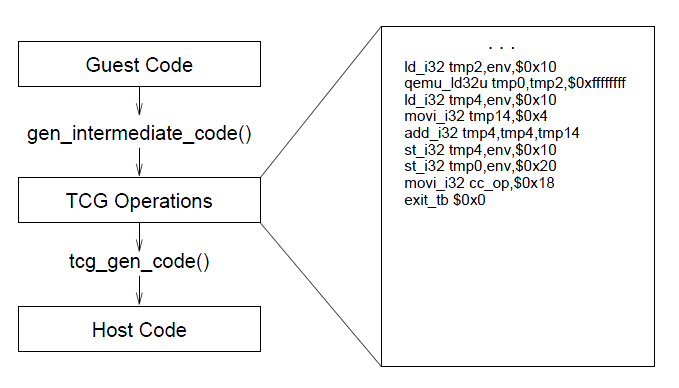 Guest Code
gen_intermediate_code()
TCG Operations
tcg_gen_code()
Host Code
. . .
ld_i32 tmp2,env,$0x10
qemu_ld32u tmp0,tmp2,$0xffffffff
ld_i32 tmp4,env,$0x10
movi_i32 tmp14,$0x4
add_i32 tmp4,tmp4,tmp14
st_i32 tmp4,env,$0x10
st_i32 tmp0,env,$0x20
movi_i32 cc_op,$0x18
exit_tb $0x0